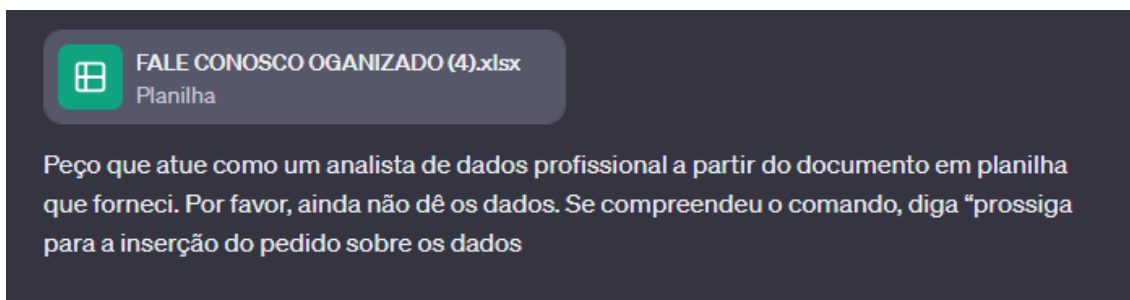 FALE CONOSCO OGANIZADO (4).xlsx
Planilha
Peço que atue como um analista de dados profissional a partir do documento em planilha
que forneci. Por favor, ainda não dê os dados. Se compreendeu o comando, diga “prossiga
para a inserção do pedido sobre os dados